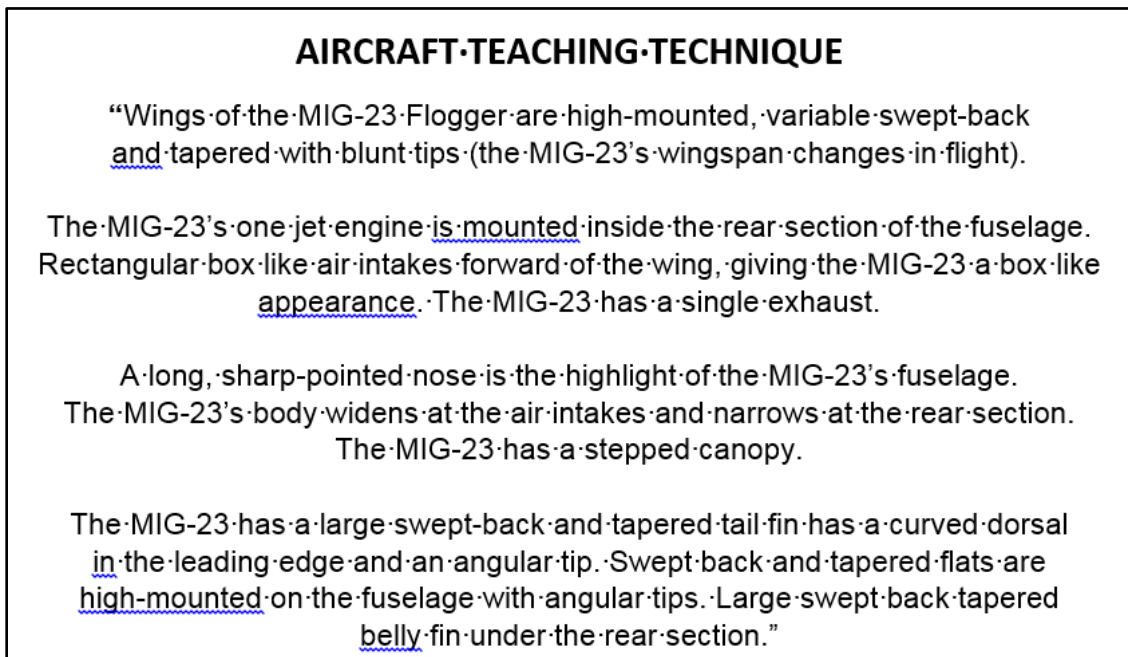 AIRCRAFT TEACHING TECHNIQUE
“Wings of the MIG-23 Flogger are high-mounted, variable swept-back
and tapered with blunt tips (the MIG-23’s wingspan changes in flight).
The MIG-23’s one jet engine is mounted inside the rear section of the fuselage.
Rectangular box like air intakes forward of the wing, giving the MIG-23 a box like
appearance. The MIG-23 has a single exhaust.
A long, sharp-pointed nose is the highlight of the MIG-23’s fuselage.
The MIG-23’s body widens at the air intakes and narrows at the rear section.
The MIG-23 has a stepped canopy.
The MIG-23 has a large swept-back and tapered tail fin has a curved dorsal
in the leading edge and an angular tip. Swept back and tapered flats are
high-mounted on the fuselage with angular tips. Large swept back tapered
belly fin under the rear section.”